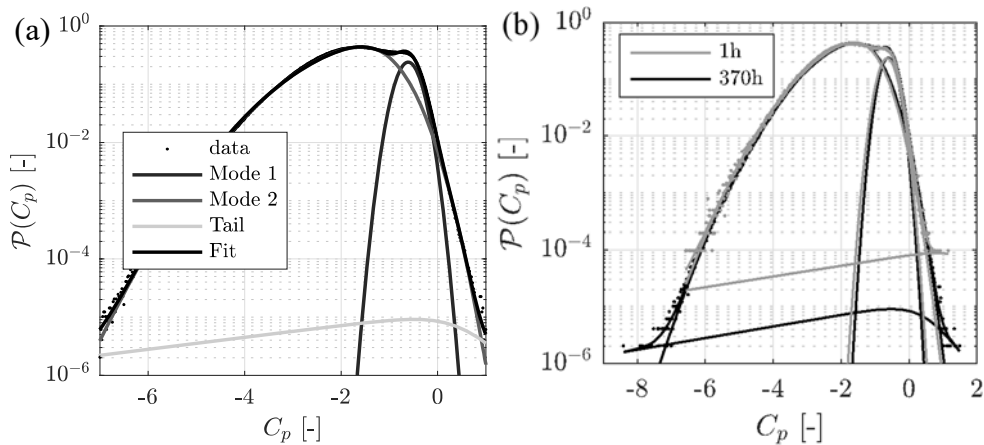 (a)
10^0
10^-2
10^-4
10^-6
P(C_p) [-]
data
Mode 1
Mode 2
Tail
Fit
-6 -4 -2 0
C_p [-]
(b)
10^0
10^-2
10^-4
10^-6
P(C_p) [-]
1h
370h
-8 -6 -4 -2 0 2
C_p [-]